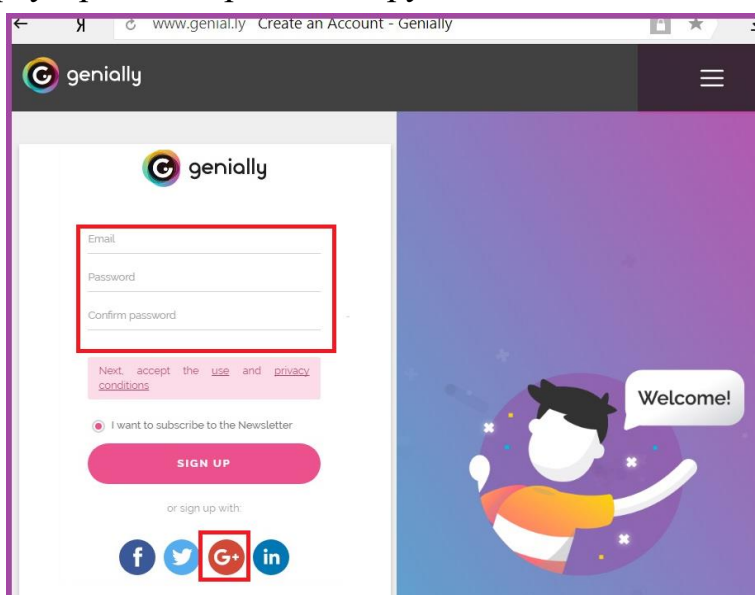 ← Я www.genial.ly Create an Account - Genially
genially
genially
Email
Password
Confirm password
Next, accept the use and privacy
conditions
I want to subscribe to the Newsletter
SIGN UP
or sign up with:
f G+ in
Welcome!